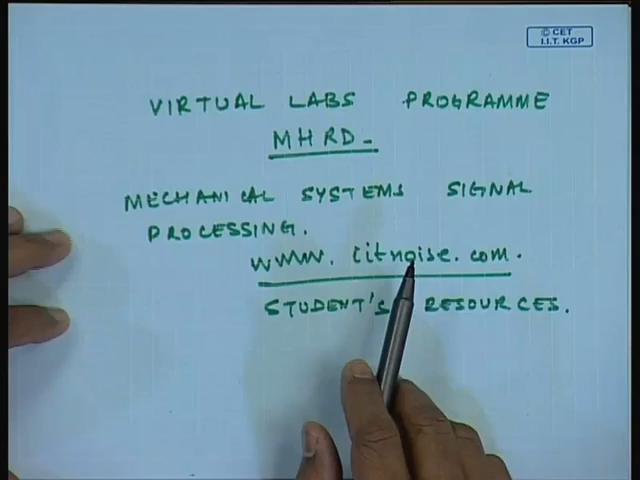 © CET
I.I.T. KGP
VIRTUAL LABS PROGRAMME
MHRD-
MECHANICAL SYSTEMS SIGNAL
PROCESSING.
www. iitnoise.com.
STUDENT'S RESOURCES.